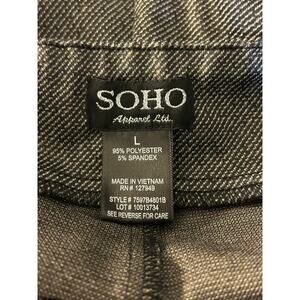 SOHO
Apparel Ltd.
L
95% POLYESTER
5% SPANDEX
MADE IN VIETNAM
RN # 127949
STYLE # 7597B4801B
LOT # 10013734
SEE REVERSE FOR CARE